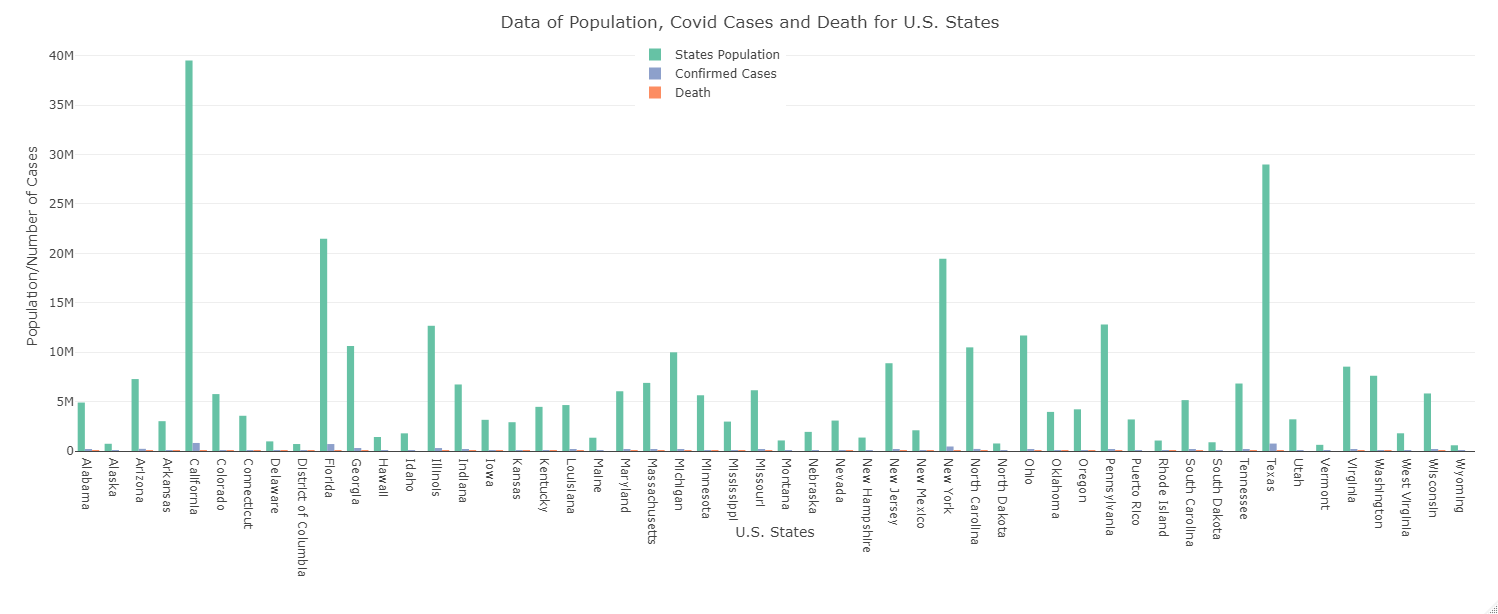 Data of Population, Covid Cases and Death for U.S. States
States Population
Confirmed Cases
Death
Population/Number of Cases
40M
35M
30M
25M
20M
15M
10M
5M
0
Alabama
Alaska
Arizona
Arkansas
California
Colorado
Connecticut
Delaware
District of Columbia
Florida
Georgia
Hawaii
Idaho
Illinois
Indiana
Iowa
Kansas
Kentucky
Louisiana
Maine
Maryland
Massachusetts
Michigan
Minnesota
Mississippi
Missouri
Montana
Nebraska
Nevada
New Hampshire
New Jersey
New Mexico
New York
North Carolina
North Dakota
Ohio
Oklahoma
Oregon
Pennsylvania
Puerto Rico
Rhode Island
South Carolina
South Dakota
Tennessee
Texas
Utah
Vermont
Virginia
Washington
West Virginia
Wisconsin
Wyoming
U.S. States